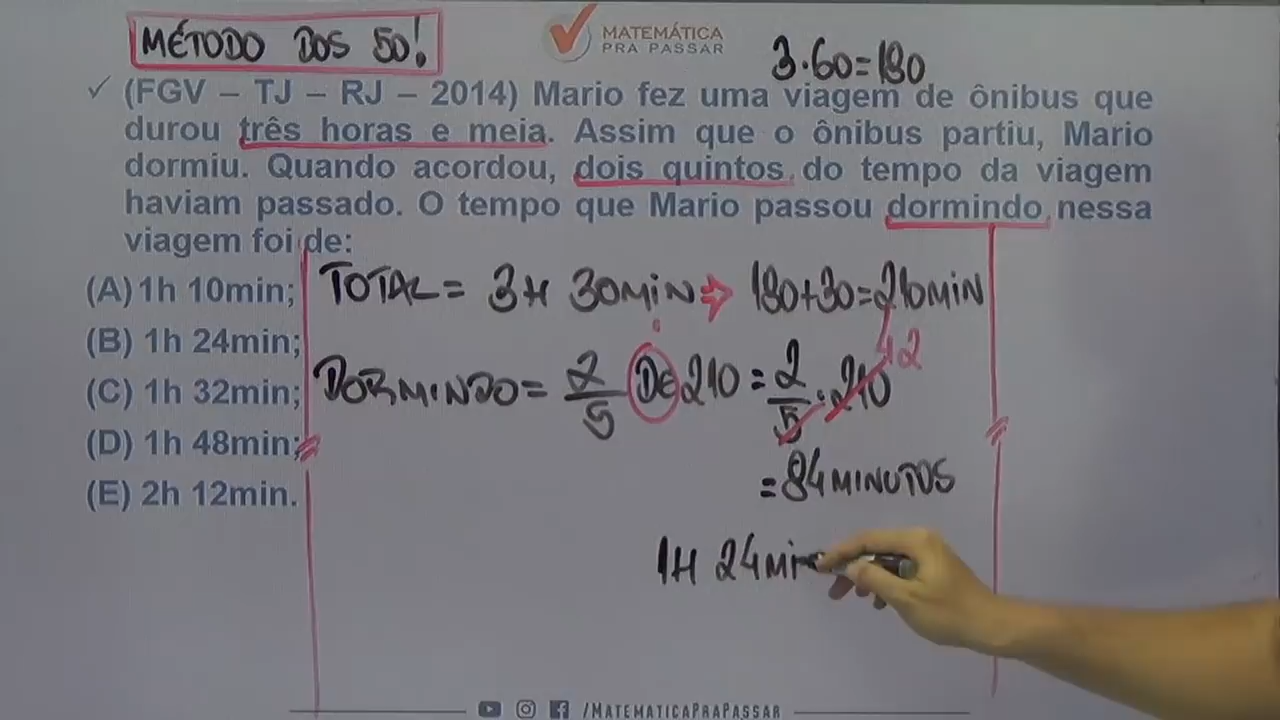 MÉTODO DOS 50!
MATEMÁTICA
PRA PASSAR
3·60=180
✓ (FGV – TJ – RJ – 2014) Mario fez uma viagem de ônibus que
durou três horas e meia. Assim que o ônibus partiu, Mario
dormiu. Quando acordou, dois quintos do tempo da viagem
haviam passado. O tempo que Mario passou dormindo nessa
viagem foi de:
(A) 1h 10min;
(B) 1h 24min;
(C) 1h 32min;
(D) 1h 48min;
(E) 2h 12min.
TOTAL = 3H 30MIN ⇒ 180+30=210MIN
DORMINDO = 2/5 DE 210 = 2/5 · 210 42
= 84 MINUTOS
1H 24MIN
/MATEMATICAPRAPASSAR